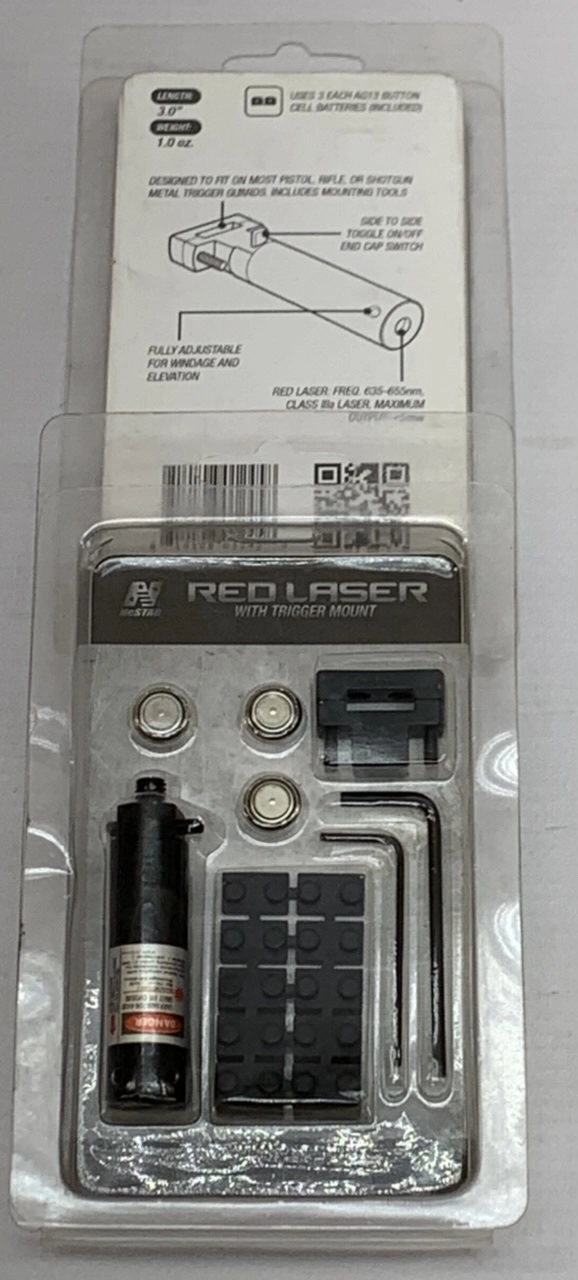 LENGTH:
3.0"
WEIGHT:
1.0 oz.
USES 3 EACH AG13 BUTTON
CELL BATTERIES (INCLUDED)
DESIGNED TO FIT ON MOST PISTOL, RIFLE, OR SHOTGUN
METAL TRIGGER GUARDS. INCLUDES MOUNTING TOOLS
SIDE TO SIDE
TOGGLE ON/OFF
END CAP SWITCH
FULLY ADJUSTABLE
FOR WINDAGE AND
ELEVATION
RED LASER: FREQ. 635-655nm,
CLASS IIIa LASER, MAXIMUM
OUTPUT: <5mw
NcSTAR
RED LASER
WITH TRIGGER MOUNT
DANGER